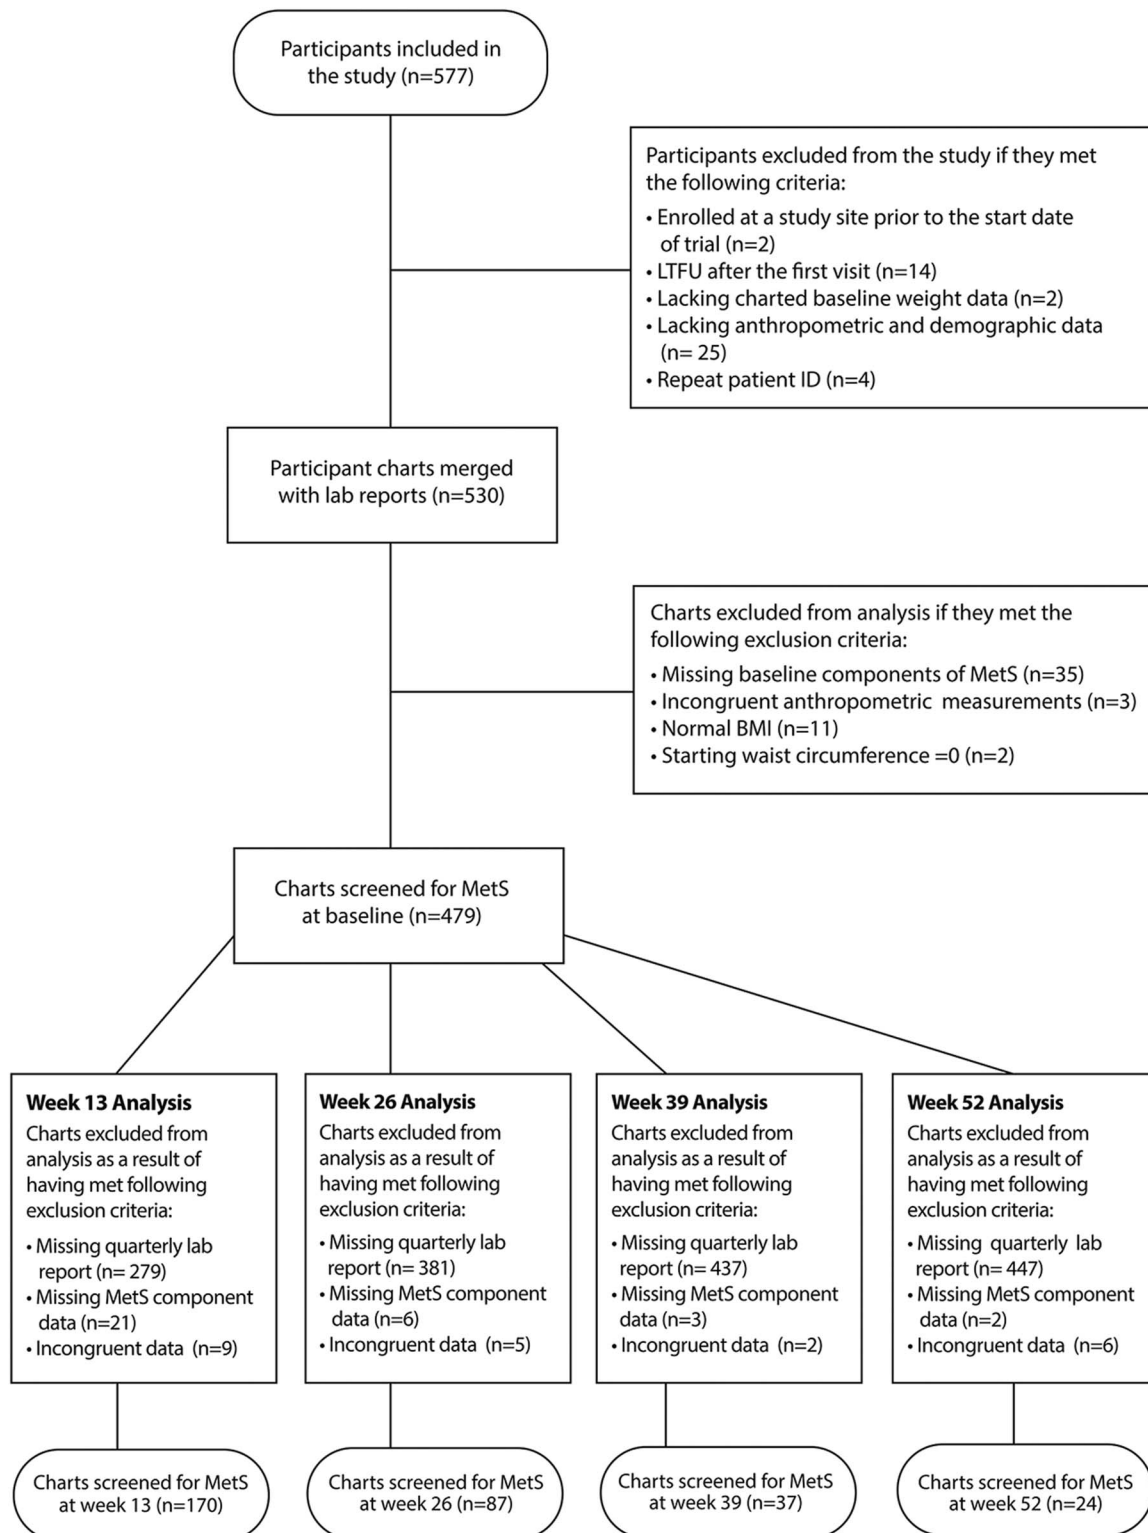 Participants included in
the study (n=577)
Participants excluded from the study if they met
the following criteria:
• Enrolled at a study site prior to the start date
of trial (n=2)
• LTFU after the first visit (n=14)
• Lacking charted baseline weight data (n=2)
• Lacking anthropometric and demographic data
(n= 25)
• Repeat patient ID (n=4)
Participant charts merged
with lab reports (n=530)
Charts excluded from analysis if they met the
following exclusion criteria:
• Missing baseline components of MetS (n=35)
• Incongruent anthropometric measurements (n=3)
• Normal BMI (n=11)
• Starting waist circumference =0 (n=2)
Charts screened for MetS
at baseline (n=479)
Week 13 Analysis
Charts excluded from
analysis as a result of
having met following
exclusion criteria:
• Missing quarterly lab
report (n= 279)
• Missing MetS component
data (n=21)
• Incongruent data (n=9)
Week 26 Analysis
Charts excluded from
analysis as a result of
having met following
exclusion criteria:
• Missing quarterly lab
report (n= 381)
• Missing MetS component
data (n=6)
• Incongruent data (n=5)
Week 39 Analysis
Charts excluded from
analysis as a result of
having met following
exclusion criteria:
• Missing quarterly lab
report (n= 437)
• Missing MetS component
data (n=3)
• Incongruent data (n=2)
Week 52 Analysis
Charts excluded from
analysis as a result of
having met following
exclusion criteria:
• Missing quarterly lab
report (n= 447)
• Missing MetS component
data (n=2)
• Incongruent data (n=6)
Charts screened for MetS
at week 13 (n=170)
Charts screened for MetS
at week 26 (n=87)
Charts screened for MetS
at week 39 (n=37)
Charts screened for MetS
at week 52 (n=24)